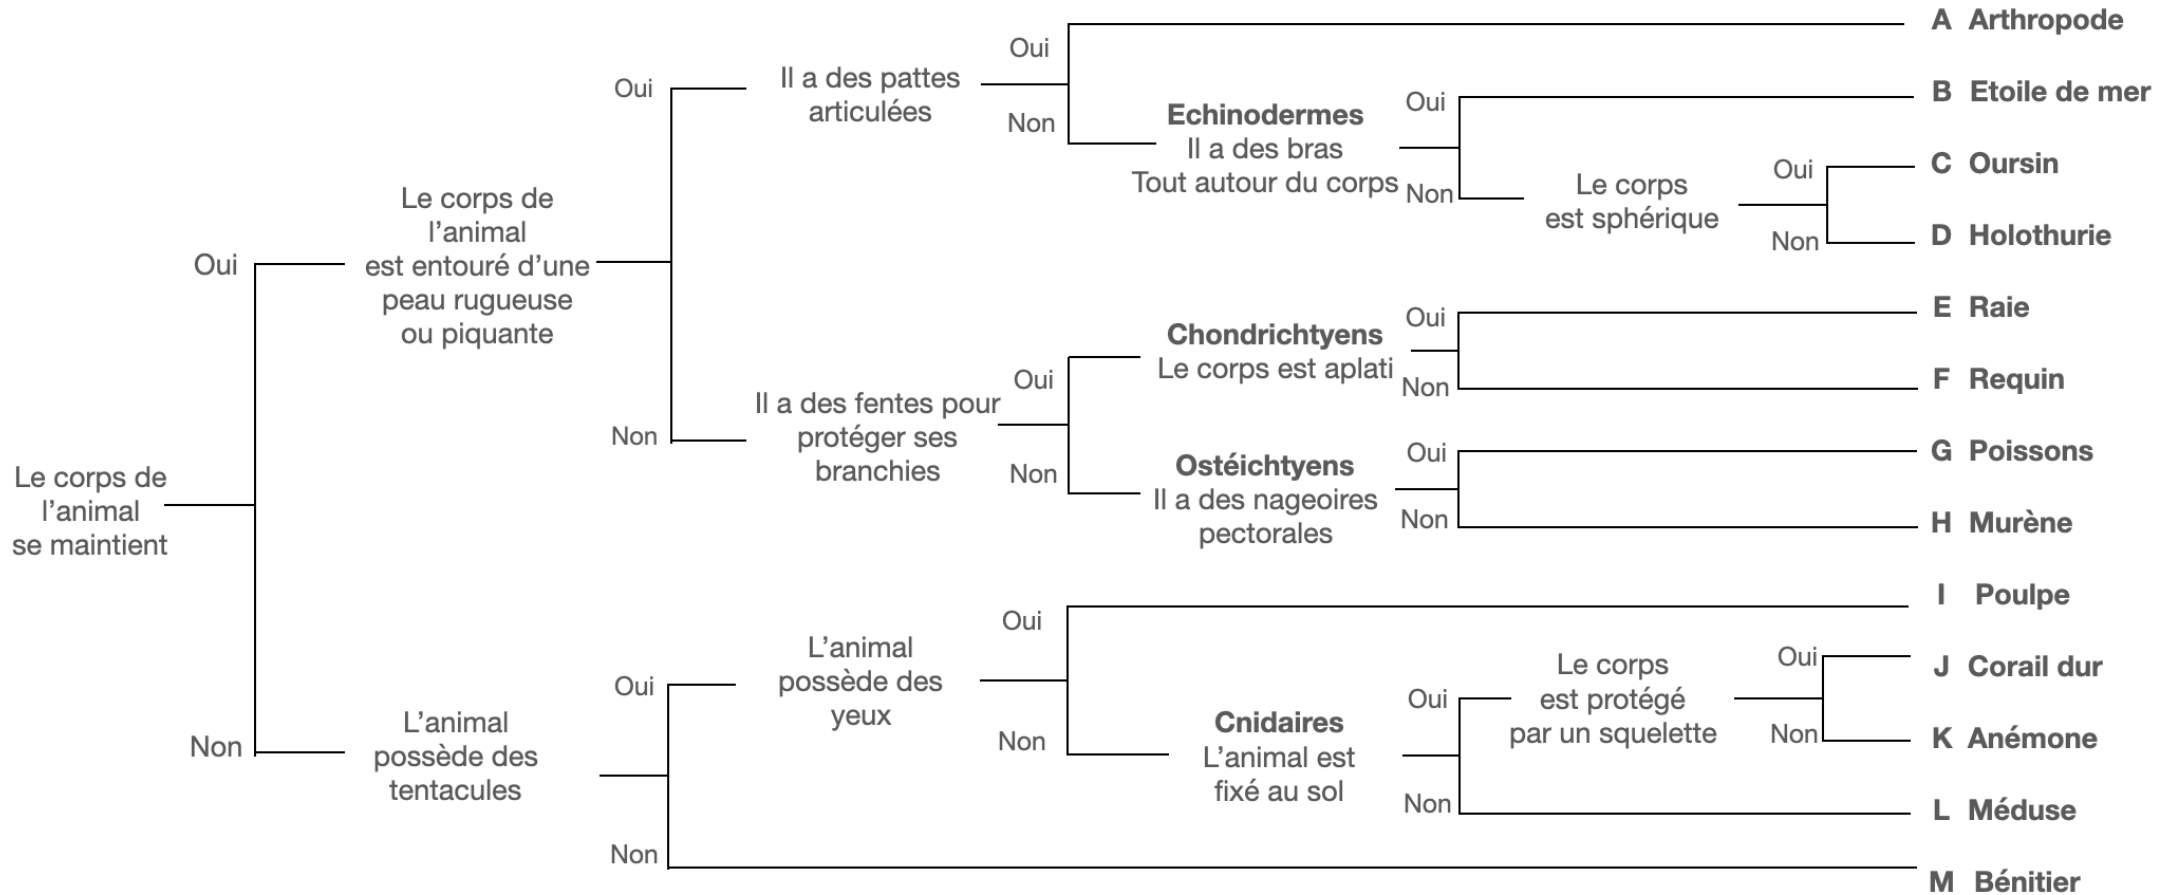 Le corps de
l'animal
se maintient
Oui
Non
Le corps de
l'animal
est entouré d'une
peau rugueuse
ou piquante
Oui
Non
Il a des pattes
articulées
Oui
Non
A Arthropode
Echinodermes
Il a des bras
Tout autour du corps
Oui
Non
B Etoile de mer
Le corps
est sphérique
Oui
Non
C Oursin
D Holothurie
Il a des fentes pour
protéger ses
branchies
Oui
Non
Chondrichtyens
Le corps est aplati
Oui
Non
E Raie
F Requin
Ostéichtyens
Il a des nageoires
pectorales
Oui
Non
G Poissons
H Murène
L'animal
possède des
tentacules
Oui
Non
L'animal
possède des
yeux
Oui
Non
I Poulpe
Cnidaires
L'animal est
fixé au sol
Oui
Non
Le corps
est protégé
par un squelette
Oui
Non
J Corail dur
K Anémone
L Méduse
M Bénitier